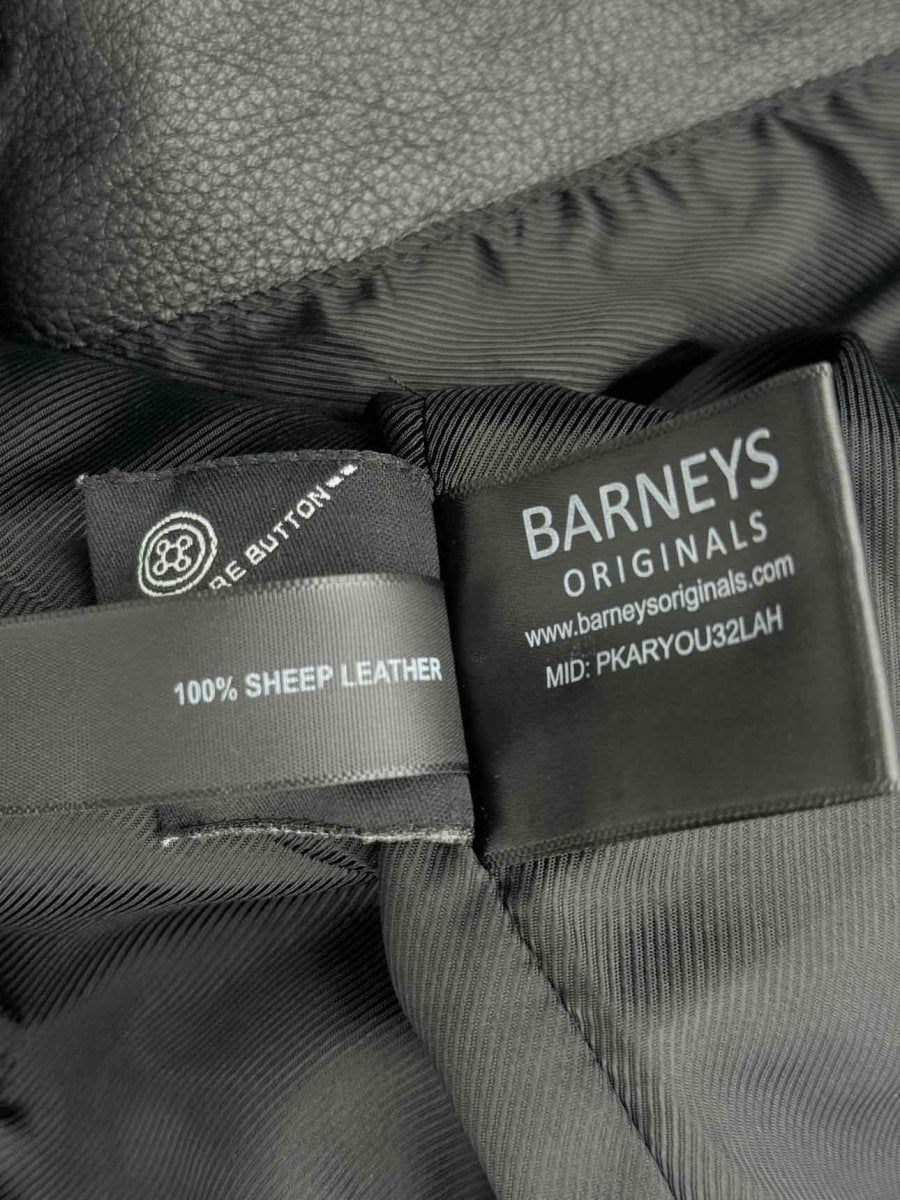 BUTTON
100% SHEEP LEATHER
BARNEYS
ORIGINALS
www.barneysoriginals.com
MID: PKARYOU32LAH